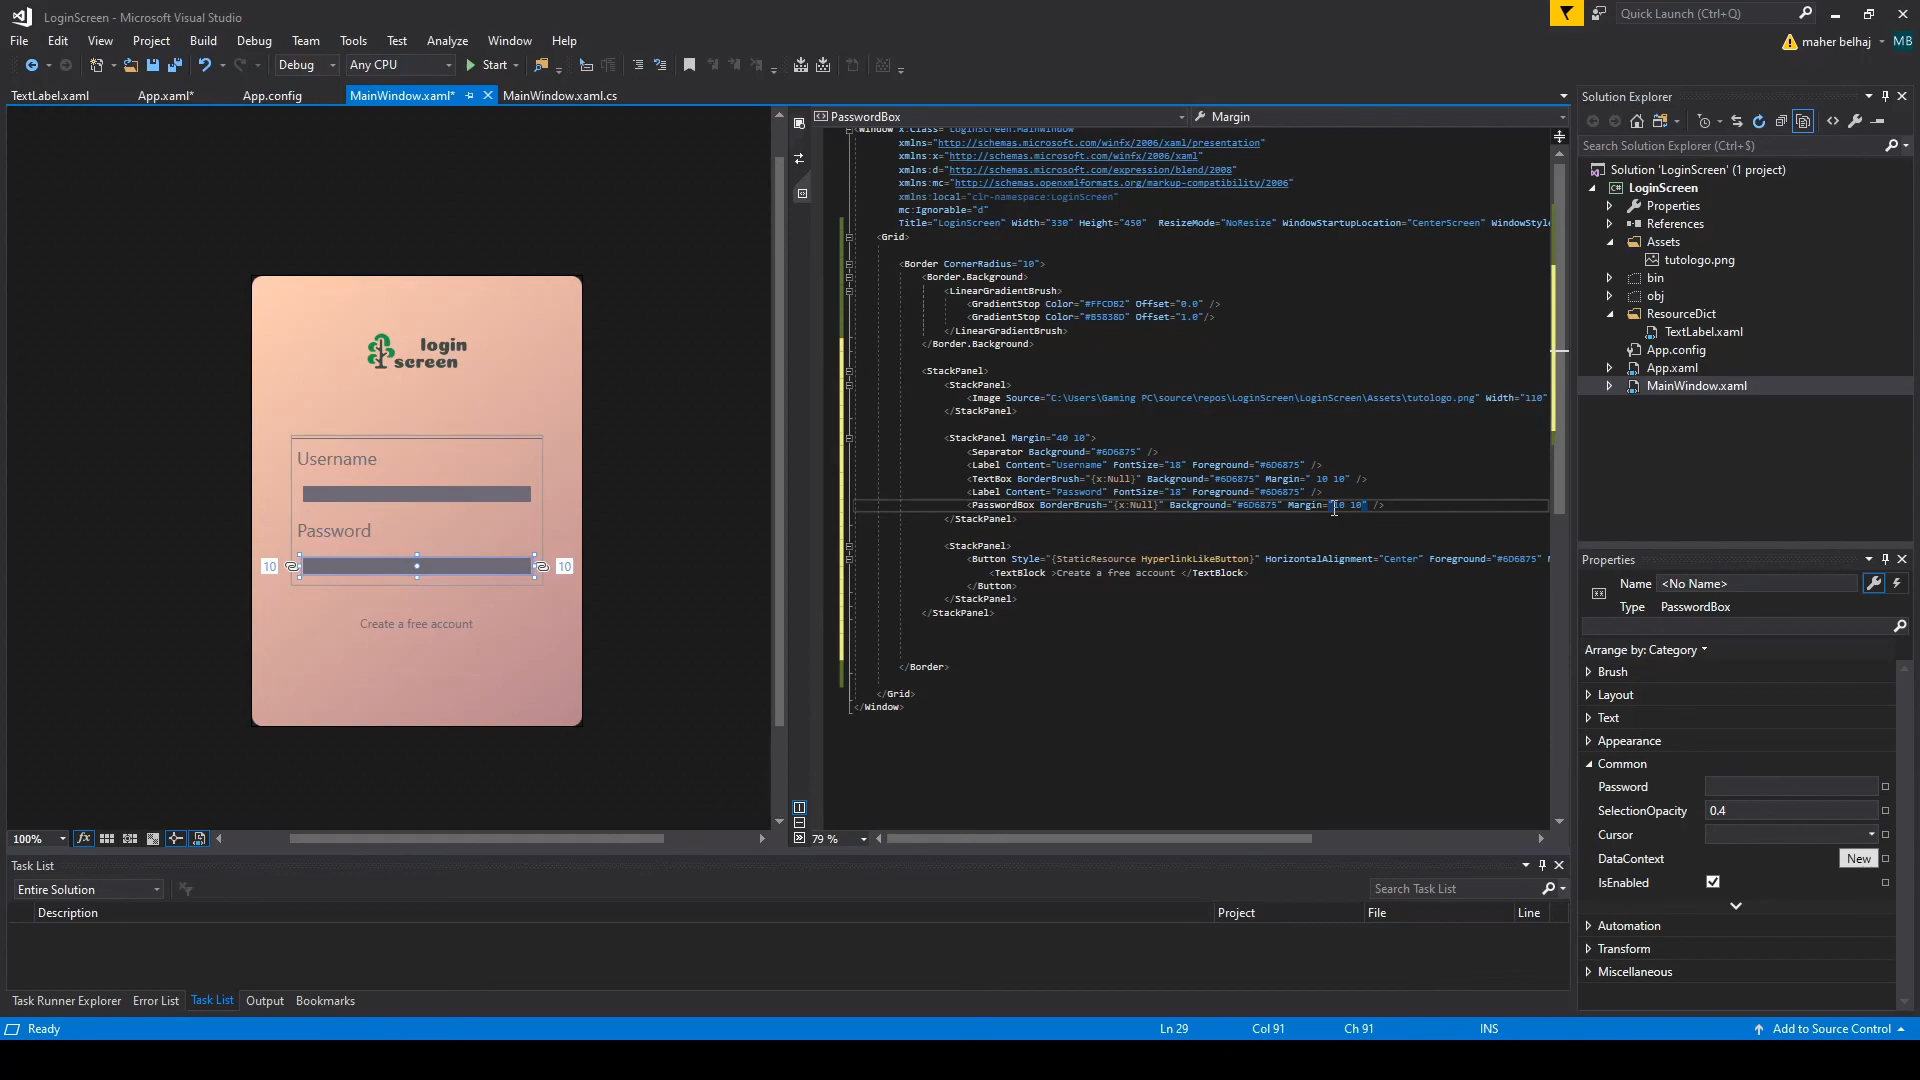 LoginScreen - Microsoft Visual Studio
Quick Launch (Ctrl+Q)
File Edit View Project Build Debug Team Tools Test Analyze Window Help
maher belhaj MB
Debug Any CPU Start
TextLabel.xaml App.xaml* App.config MainWindow.xaml* MainWindow.xaml.cs
PasswordBox Margin
<Window x:Class="LoginScreen.MainWindow"
xmlns="http://schemas.microsoft.com/winfx/2006/xaml/presentation"
xmlns:x="http://schemas.microsoft.com/winfx/2006/xaml"
xmlns:d="http://schemas.microsoft.com/expression/blend/2008"
xmlns:mc="http://schemas.openxmlformats.org/markup-compatibility/2006"
xmlns:local="clr-namespace:LoginScreen"
mc:Ignorable="d"
Title="LoginScreen" Width="330" Height="450" ResizeMode="NoResize" WindowStartupLocation="CenterScreen" WindowStyle
<Grid>
<Border CornerRadius="10">
<Border.Background>
<LinearGradientBrush>
<GradientStop Color="#FFCDB2" Offset="0.0" />
<GradientStop Color="#B5838D" Offset="1.0"/>
</LinearGradientBrush>
</Border.Background>
<StackPanel>
<StackPanel>
<Image Source="C:\Users\Gaming PC\source\repos\LoginScreen\LoginScreen\Assets\tutologo.png" Width="110"
</StackPanel>
<StackPanel Margin="40 10">
<Separator Background="#6D6875" />
<Label Content="Username" FontSize="18" Foreground="#6D6875" />
<TextBox BorderBrush="{x:Null}" Background="#6D6875" Margin=" 10 10" />
<Label Content="Password" FontSize="18" Foreground="#6D6875" />
<PasswordBox BorderBrush="{x:Null}" Background="#6D6875" Margin="10 10" />
</StackPanel>
<StackPanel>
<Button Style="{StaticResource HyperlinkLikeButton}" HorizontalAlignment="Center" Foreground="#6D6875" M
<TextBlock >Create a free account </TextBlock>
</Button>
</StackPanel>
</StackPanel>
</Border>
</Grid>
</Window>
login
screen
Username
Password
10 10
Create a free account
100%
79 %
Solution Explorer
Search Solution Explorer (Ctrl+$)
Solution 'LoginScreen' (1 project)
C# LoginScreen
Properties
References
Assets
tutologo.png
bin
obj
ResourceDict
TextLabel.xaml
App.config
App.xaml
MainWindow.xaml
Properties
Name <No Name>
Type PasswordBox
Arrange by: Category
Brush
Layout
Text
Appearance
Common
Password
SelectionOpacity 0.4
Cursor
DataContext New
IsEnabled
Automation
Transform
Miscellaneous
Task List
Entire Solution
Search Task List
Description Project File Line
Task Runner Explorer Error List Task List Output Bookmarks
Ready Ln 29 Col 91 Ch 91 INS Add to Source Control